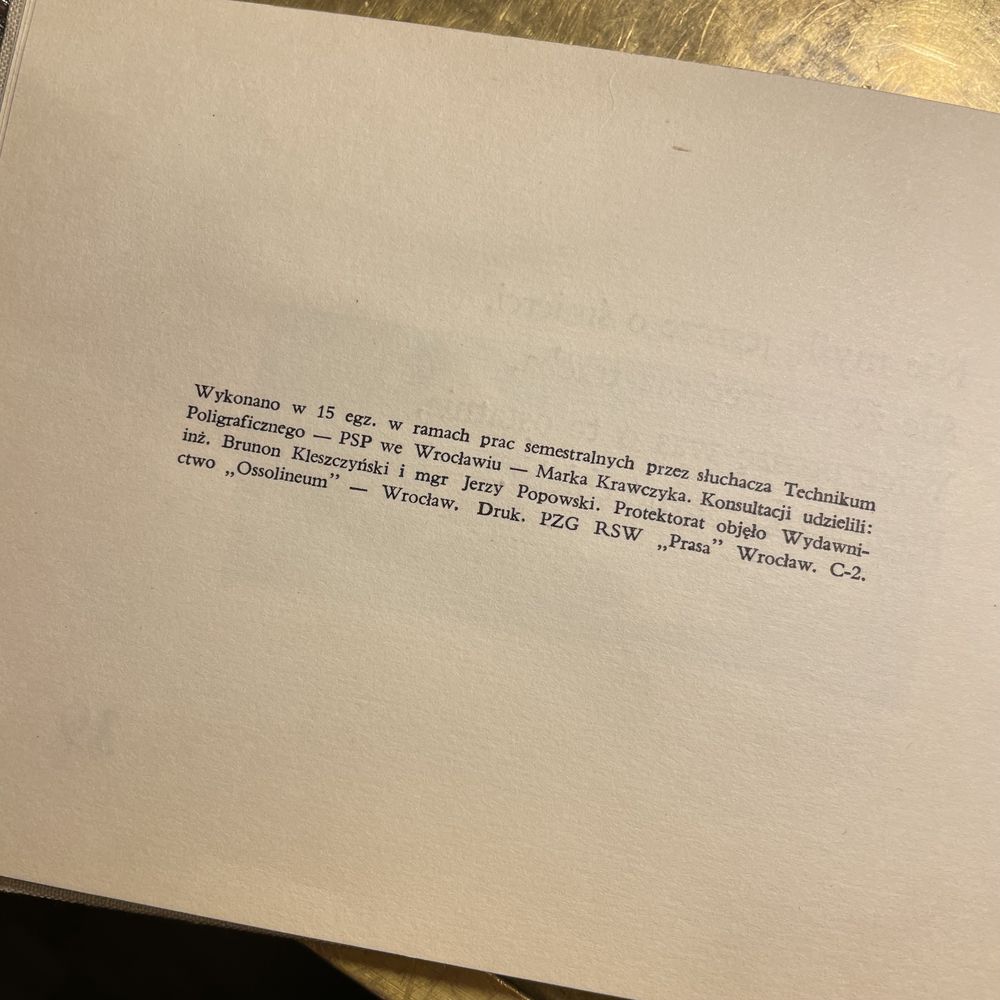 Wykonano w 15 egz. w ramach prac semestralnych przez słuchacza Technikum
Poligraficznego — PSP we Wrocławiu — Marka Krawczyka. Konsultacji udzielili:
inż. Brunon Kleszczyński i mgr Jerzy Popowski. Protektorat objęło Wydawni-
ctwo „Ossolineum” — Wrocław. Druk. PZG RSW „Prasa” Wrocław. C-2.